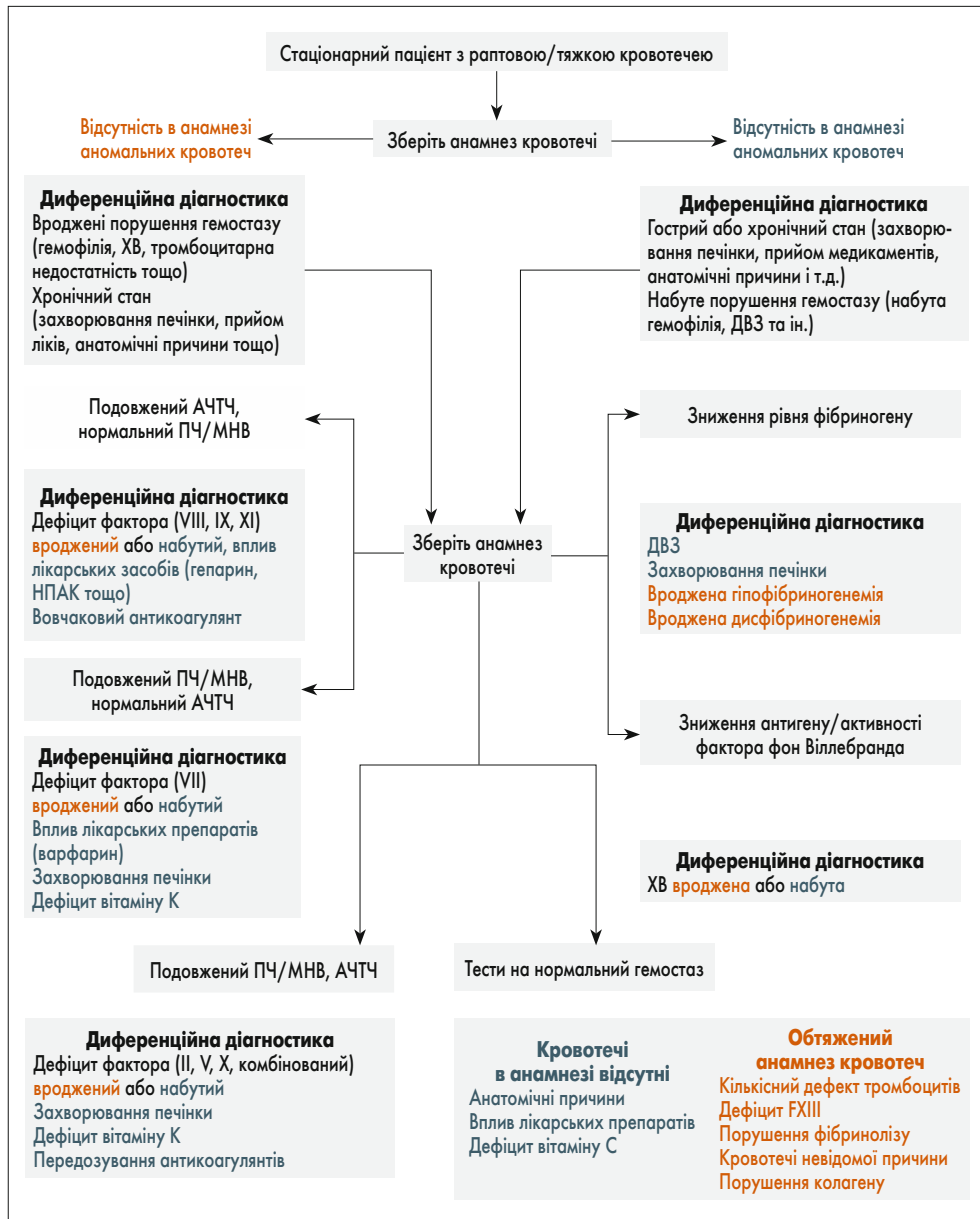 Стаціонарний пацієнт з раптовою/тяжкою кровотечею
Відсутність в анамнезі
аномальних кровотеч
Зберіть анамнез кровотечі
Відсутність в анамнезі
аномальних кровотеч
Диференційна діагностика
Вроджені порушення гемостазу
(гемофілія, ХВ, тромбоцитарна
недостатність тощо)
Хронічний стан
(захворювання печінки, прийом
ліків, анатомічні причини тощо)
Диференційна діагностика
Гострий або хронічний стан (захворю-
вання печінки, прийом медикаментів,
анатомічні причини і т.д.)
Набуте порушення гемостазу (набута
гемофілія, ДВЗ та ін.)
Подовжений АЧТЧ,
нормальний ПЧ/МНВ
Зниження рівня фібриногену
Диференційна діагностика
Дефіцит фактора (VIII, IX, XI)
вроджений або набутий, вплив
лікарських засобів (гепарин,
НПАК тощо)
Вовчаковий антикоагулянт
Зберіть анамнез
кровотечі
Диференційна діагностика
ДВЗ
Захворювання печінки
Вроджена гіпофібриногенемія
Вроджена дисфібриногенемія
Подовжений ПЧ/МНВ,
нормальний АЧТЧ
Зниження антигену/активності
фактора фон Віллебранда
Диференційна діагностика
Дефіцит фактора (VII)
вроджений або набутий
Вплив лікарських препаратів
(варфарин)
Захворювання печінки
Дефіцит вітаміну К
Диференційна діагностика
ХВ вроджена або набута
Подовжений ПЧ/МНВ, АЧТЧ
Тести на нормальний гемостаз
Диференційна діагностика
Дефіцит фактора (II, V, X, комбінований)
вроджений або набутий
Захворювання печінки
Дефіцит вітаміну К
Передозування антикоагулянтів
Кровотечі
в анамнезі відсутні
Анатомічні причини
Вплив лікарських препаратів
Дефіцит вітаміну С
Обтяжений
анамнез кровотеч
Кількісний дефект тромбоцитів
Дефіцит FXIII
Порушення фібринолізу
Кровотечі невідомої причини
Порушення колагену